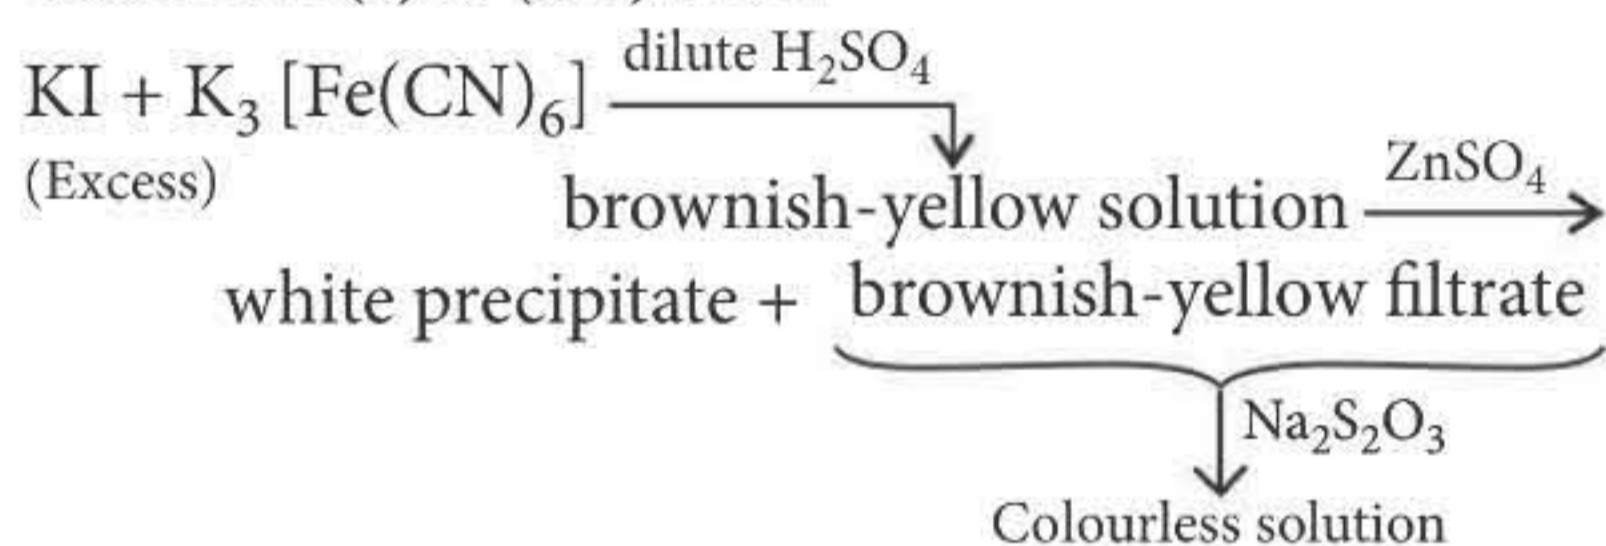 dilute H₂SO₄
KI + K₃ [Fe(CN)₆]
(Excess)
ZnSO₄
brownish-yellow solution
white precipitate + brownish-yellow filtrate
Na₂S₂O₃
Colourless solution